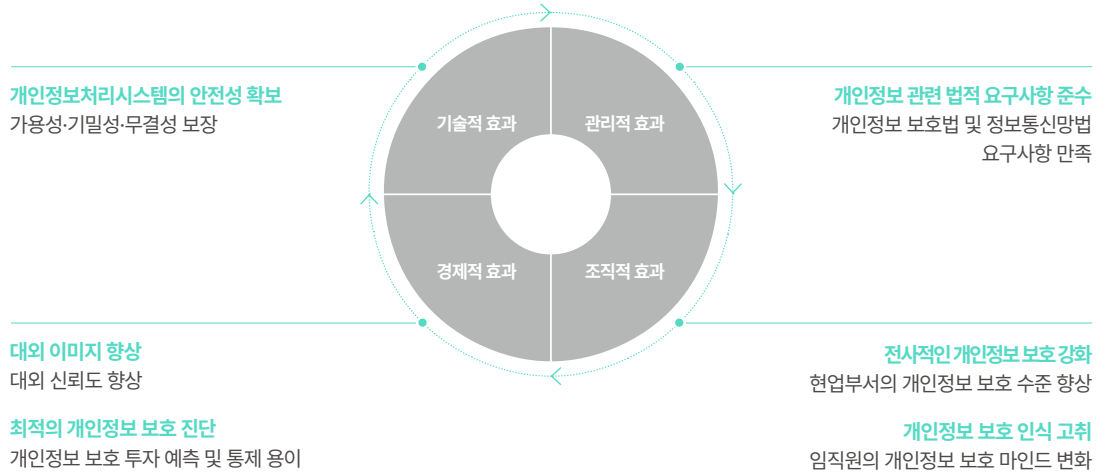 개인정보처리시스템의 안전성 확보
가용성·기밀성·무결성 보장
기술적 효과
관리적 효과
개인정보 관련 법적 요구사항 준수
개인정보 보호법 및 정보통신망법
요구사항 만족
경제적 효과
조직적 효과
대외 이미지 향상
대외 신뢰도 향상
최적의 개인정보 보호 진단
개인정보 보호 투자 예측 및 통제 용이
전사적인 개인정보 보호 강화
현업부서의 개인정보 보호 수준 향상
개인정보 보호 인식 고취
임직원의 개인정보 보호 마인드 변화